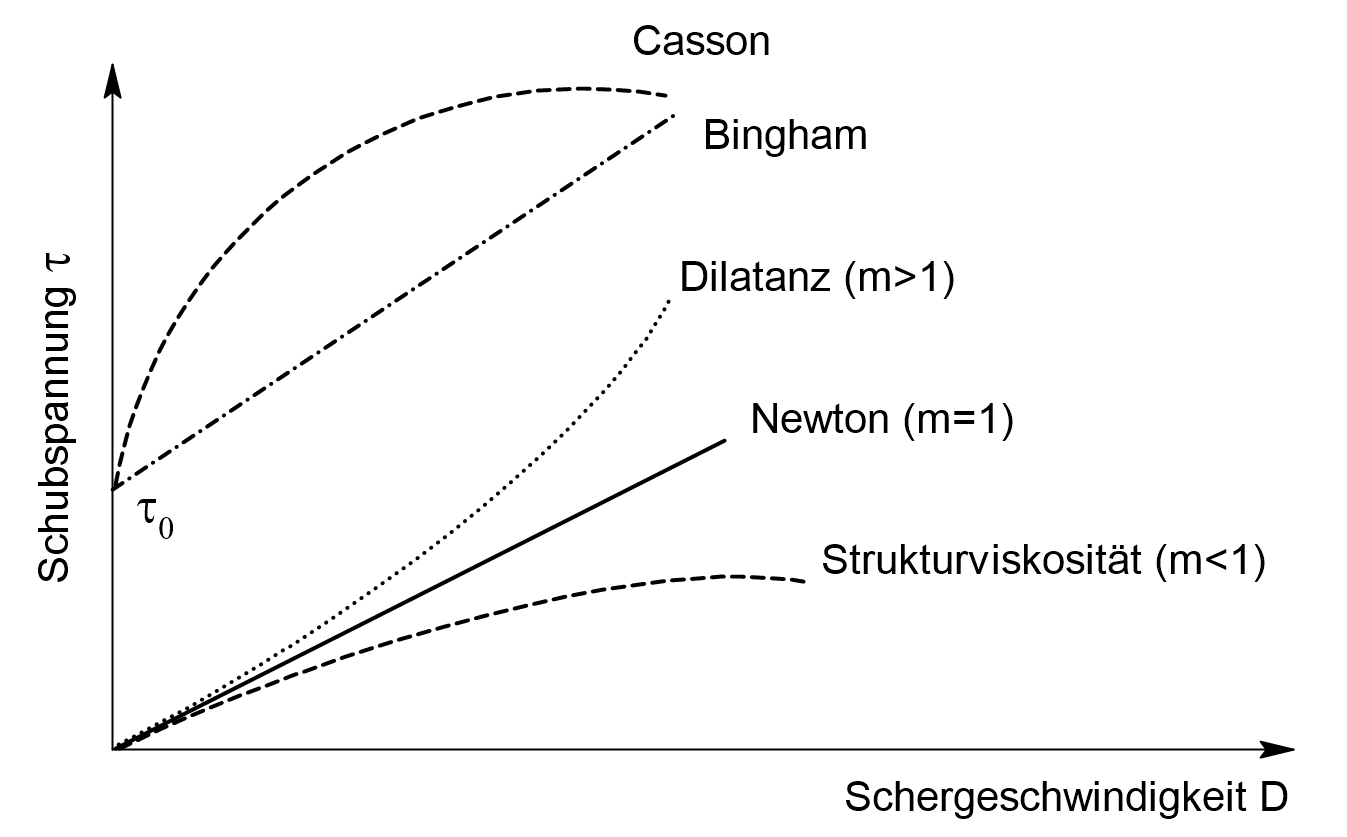 Casson
Bingham
Dilatanz (m>1)
Newton (m=1)
Strukturviskosität (m<1)
τ0
Schubspannung τ
Schergeschwindigkeit D